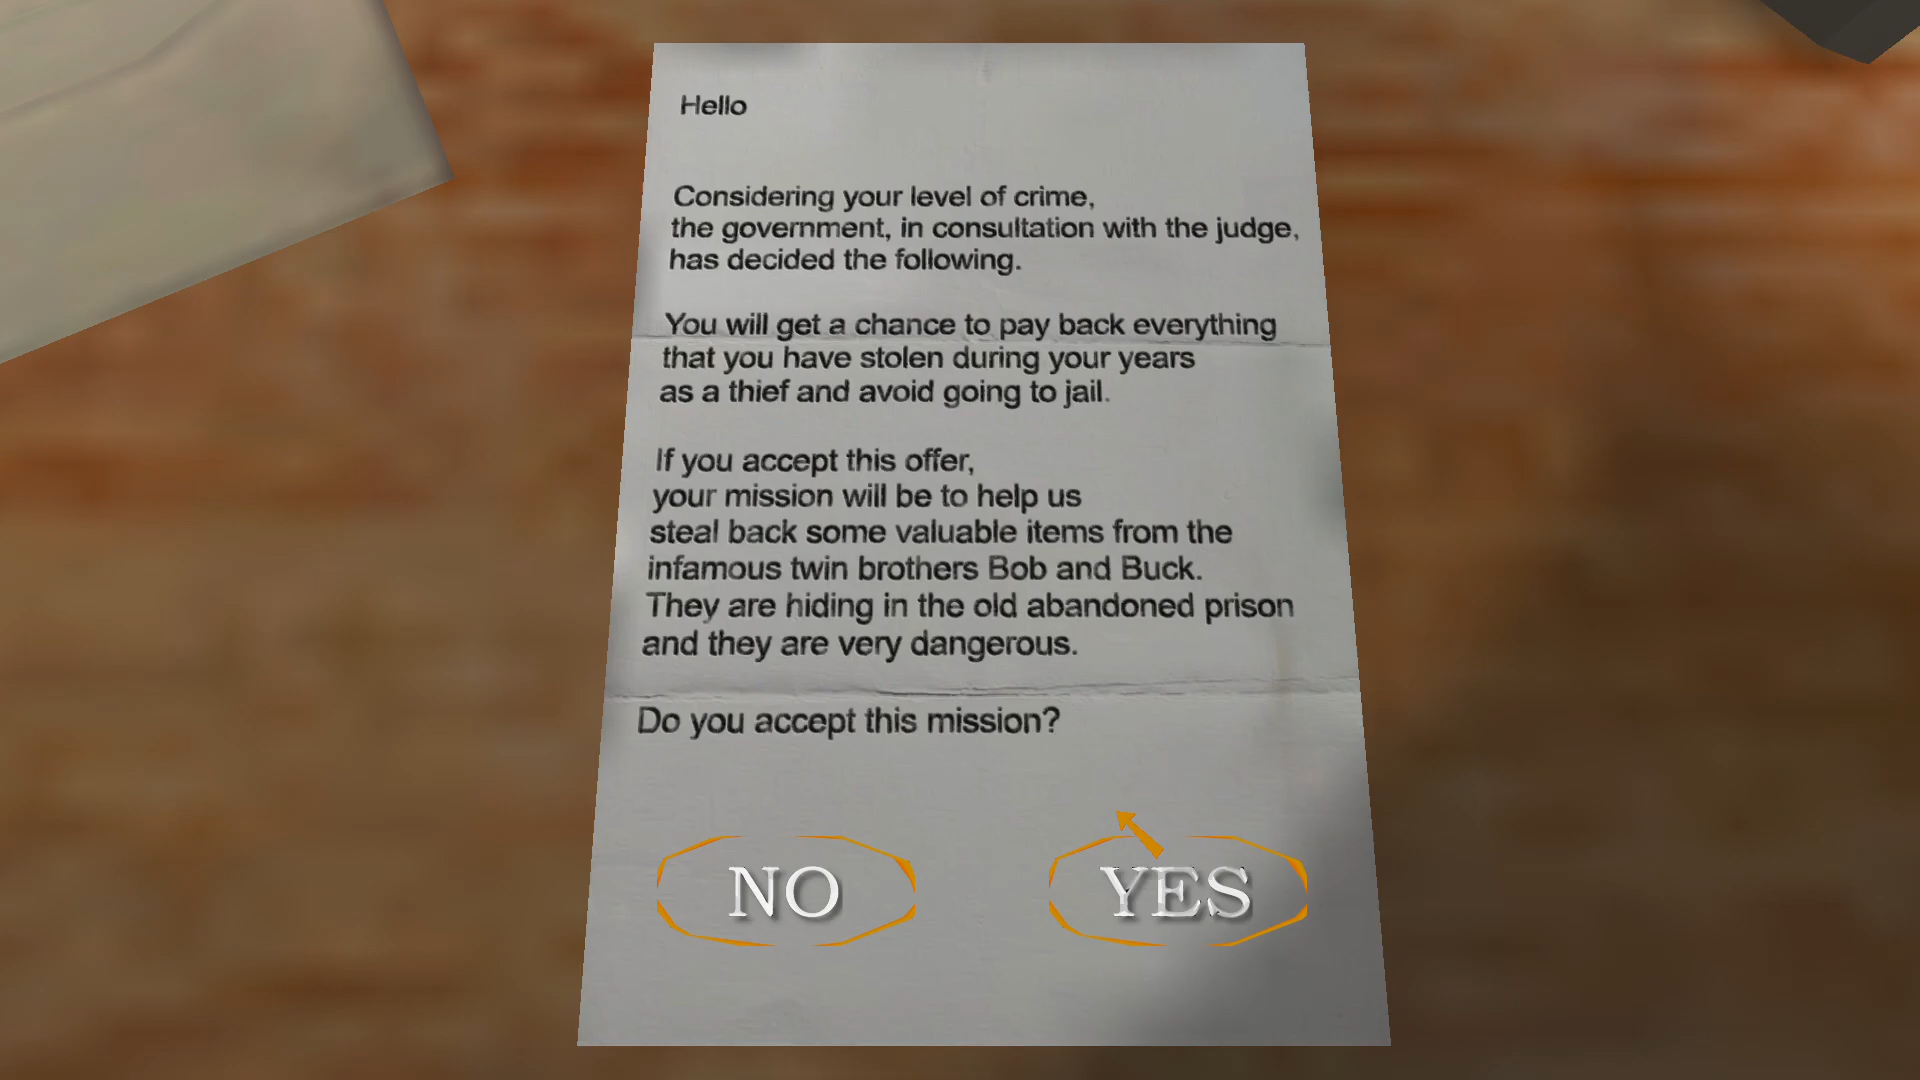 Hello
Considering your level of crime,
the government, in consultation with the judge,
has decided the following.
You will get a chance to pay back everything
that you have stolen during your years
as a thief and avoid going to jail.
If you accept this offer,
your mission will be to help us
steal back some valuable items from the
infamous twin brothers Bob and Buck.
They are hiding in the old abandoned prison
and they are very dangerous.
Do you accept this mission?
NO YES